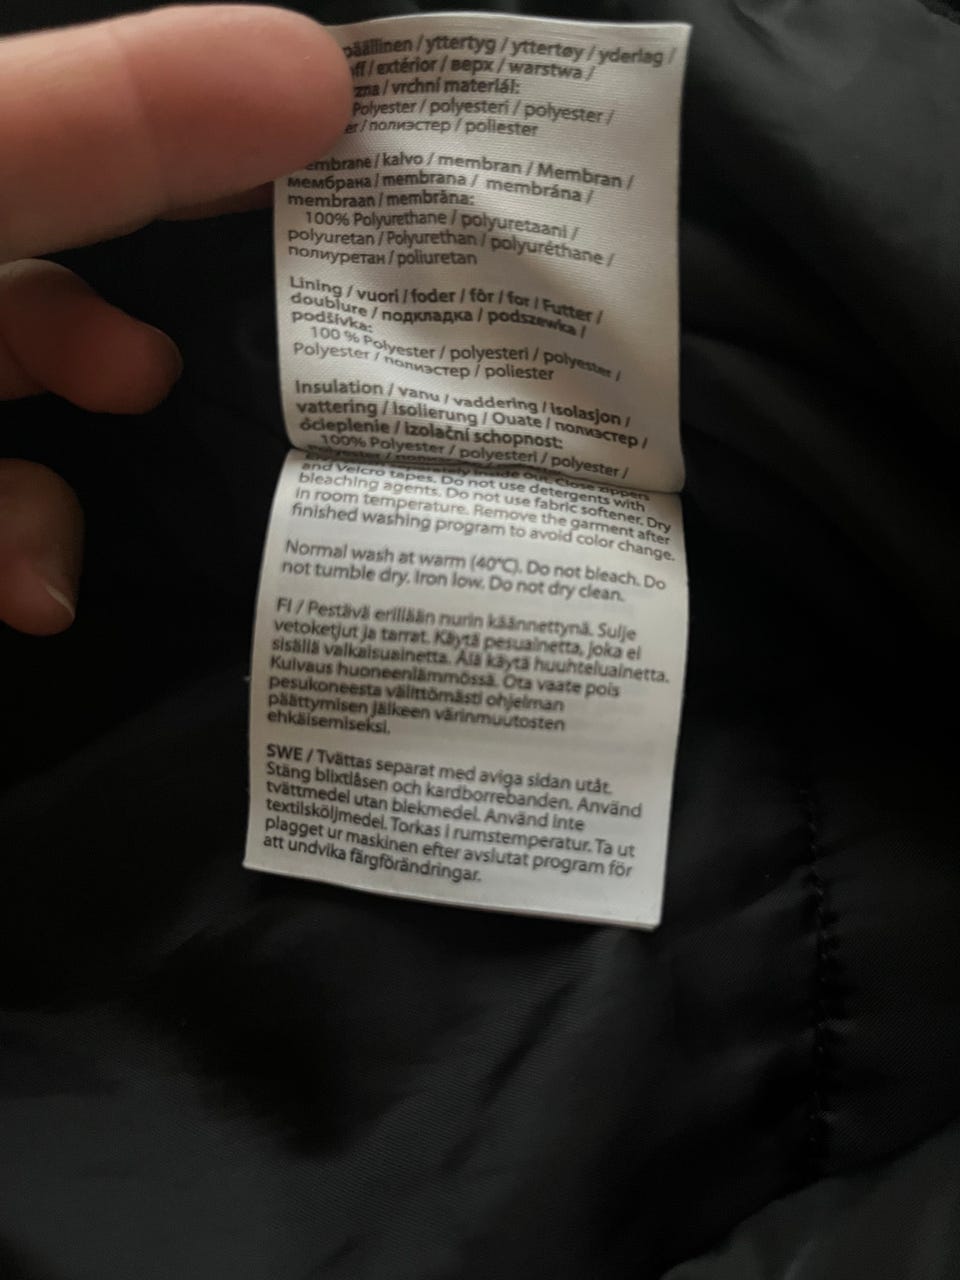 päällinen / yttertyg / yttertøy / yderlag /
/ extérior / верх / warstwa /
/ vrchní materiál:
Polyester / polyesteri / polyester /
/ полиэстер / poliester
embrane / kalvo / membran / Membran /
мембрана / membrana / membrána /
membraan / membrâna:
100% Polyurethane / polyuretaani /
polyuretan / Polyurethan / polyuréthane /
полиуретан / poliuretan
Lining / vuori / foder / fôr / for / Futter /
doublure / подкладка / podszewka /
podšívka:
100 % Polyester / polyesteri / polyester /
Polyester / полиэстер / poliester
Insulation / vanu / vaddering / Isolasjon /
vattering / Isolierung / Ouate / полиэстер /
ócieplenie / Izolační schopnost:
100% Polyester / polyesteri / polyester /
separately inside out. Close zippers
and Velcro tapes. Do not use detergents with
bleaching agents. Do not use fabric softener. Dry
in room temperature. Remove the garment after
finished washing program to avoid color change.
Normal wash at warm (40°C). Do not bleach. Do
not tumble dry. Iron low. Do not dry clean.
FI / Pestävä erillään nurin käännettynä. Sulje
vetoketjut ja tarrat. Käytä pesuainetta, joka ei
sisällä valkaisuainetta. Älä käytä huuhteluainetta.
Kuivaus huoneenlämmössä. Ota vaate pois
pesukoneesta välittömästi ohjelman
päättymisen jälkeen värinmuutosten
ehkäisemiseksi.
SWE / Tvättas separat med aviga sidan utåt.
Stäng blixtlåsen och kardborrebanden. Använd
tvättmedel utan blekmedel. Använd inte
textilsköljmedel. Torkas i rumstemperatur. Ta ut
plagget ur maskinen efter avslutat program för
att undvika färgförändringar.